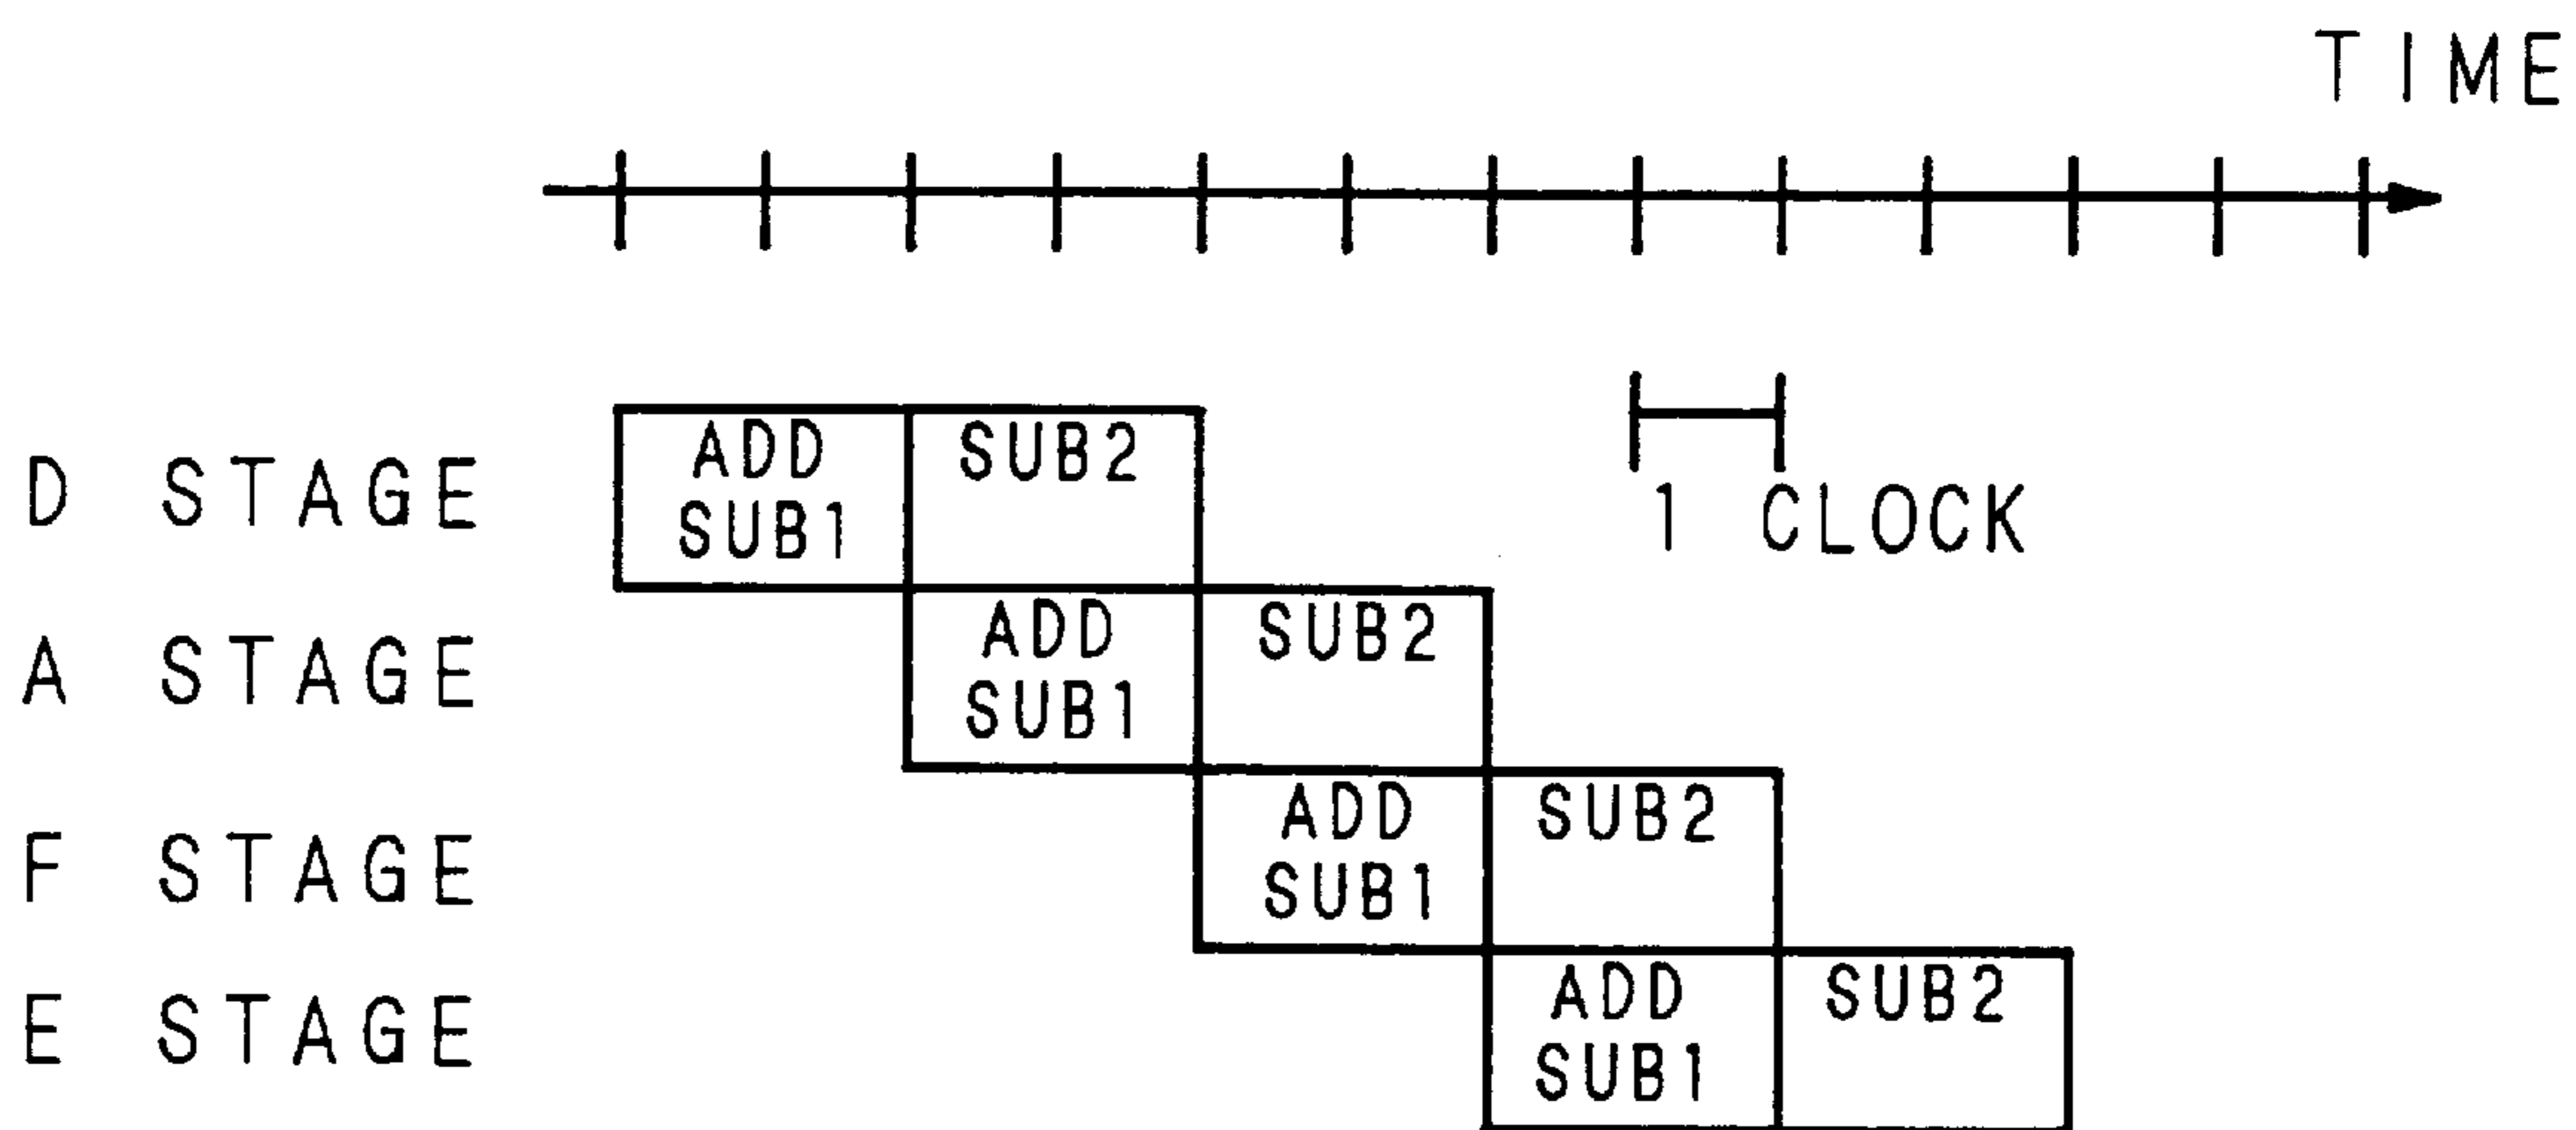 TIME
1 CLOCK
D STAGE
ADD
SUB1
SUB2
A STAGE
ADD
SUB1
SUB2
F STAGE
ADD
SUB1
SUB2
E STAGE
ADD
SUB1
SUB2